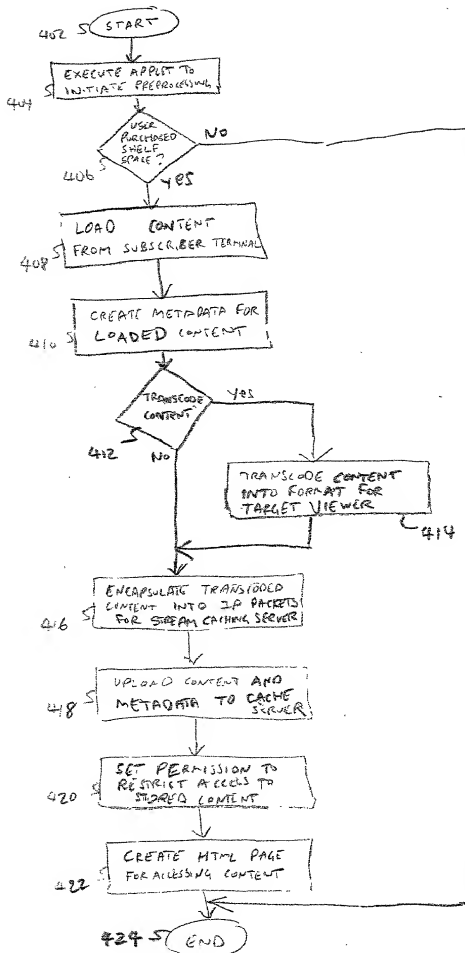 402 START
EXECUTE APPLET TO
404 INITIATE PREPROCESSING
USER
PURCHASED
SHELF
SPACE?
NO
406
yes
LOAD CONTENT
408 FROM SUBSCRIBER TERMINAL
CREATE METADATA FOR
410 LOADED CONTENT
TRANSCODE
CONTENT
yes
412
NO
TRANSCODE CONTENT
INTO FORMAT FOR
TARGET VIEWER
414
ENCAPSULATE TRANSCODED
CONTENT INTO IP PACKETS
416 FOR STREAM CACHING SERVER
UPLOAD CONTENT AND
METADATA TO CACHE
418 SERVER
SET PERMISSION TO
RESTRICT ACCESS TO
420 STORED CONTENT
CREATE HTML PAGE
422 FOR ACCESSING CONTENT
424 END